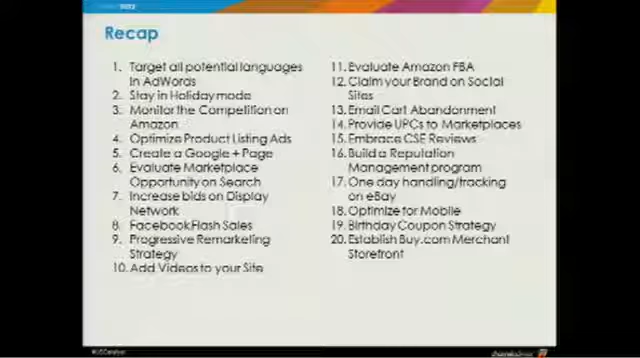 Recap
1. Target all potential languages
in AdWords
2. Stay in Holiday mode
3. Monitor the Competition on
Amazon
4. Optimize Product Listing Ads
5. Create a Google + Page
6. Evaluate Marketplace
Opportunity on Search
7. Increase bids on Display
Network
8. Facebook Flash Sales
9. Progressive Remarketing
Strategy
10. Add Videos to your Site
11. Evaluate Amazon FBA
12. Claim your Brand on Social
Sites
13. Email Cart Abandonment
14. Provide UPCs to Marketplaces
15. Embrace CSE Reviews
16. Build a Reputation
Management program
17. One day handling/tracking
on eBay
18. Optimize for Mobile
19. Birthday Coupon Strategy
20. Establish Buy.com Merchant
Storefront